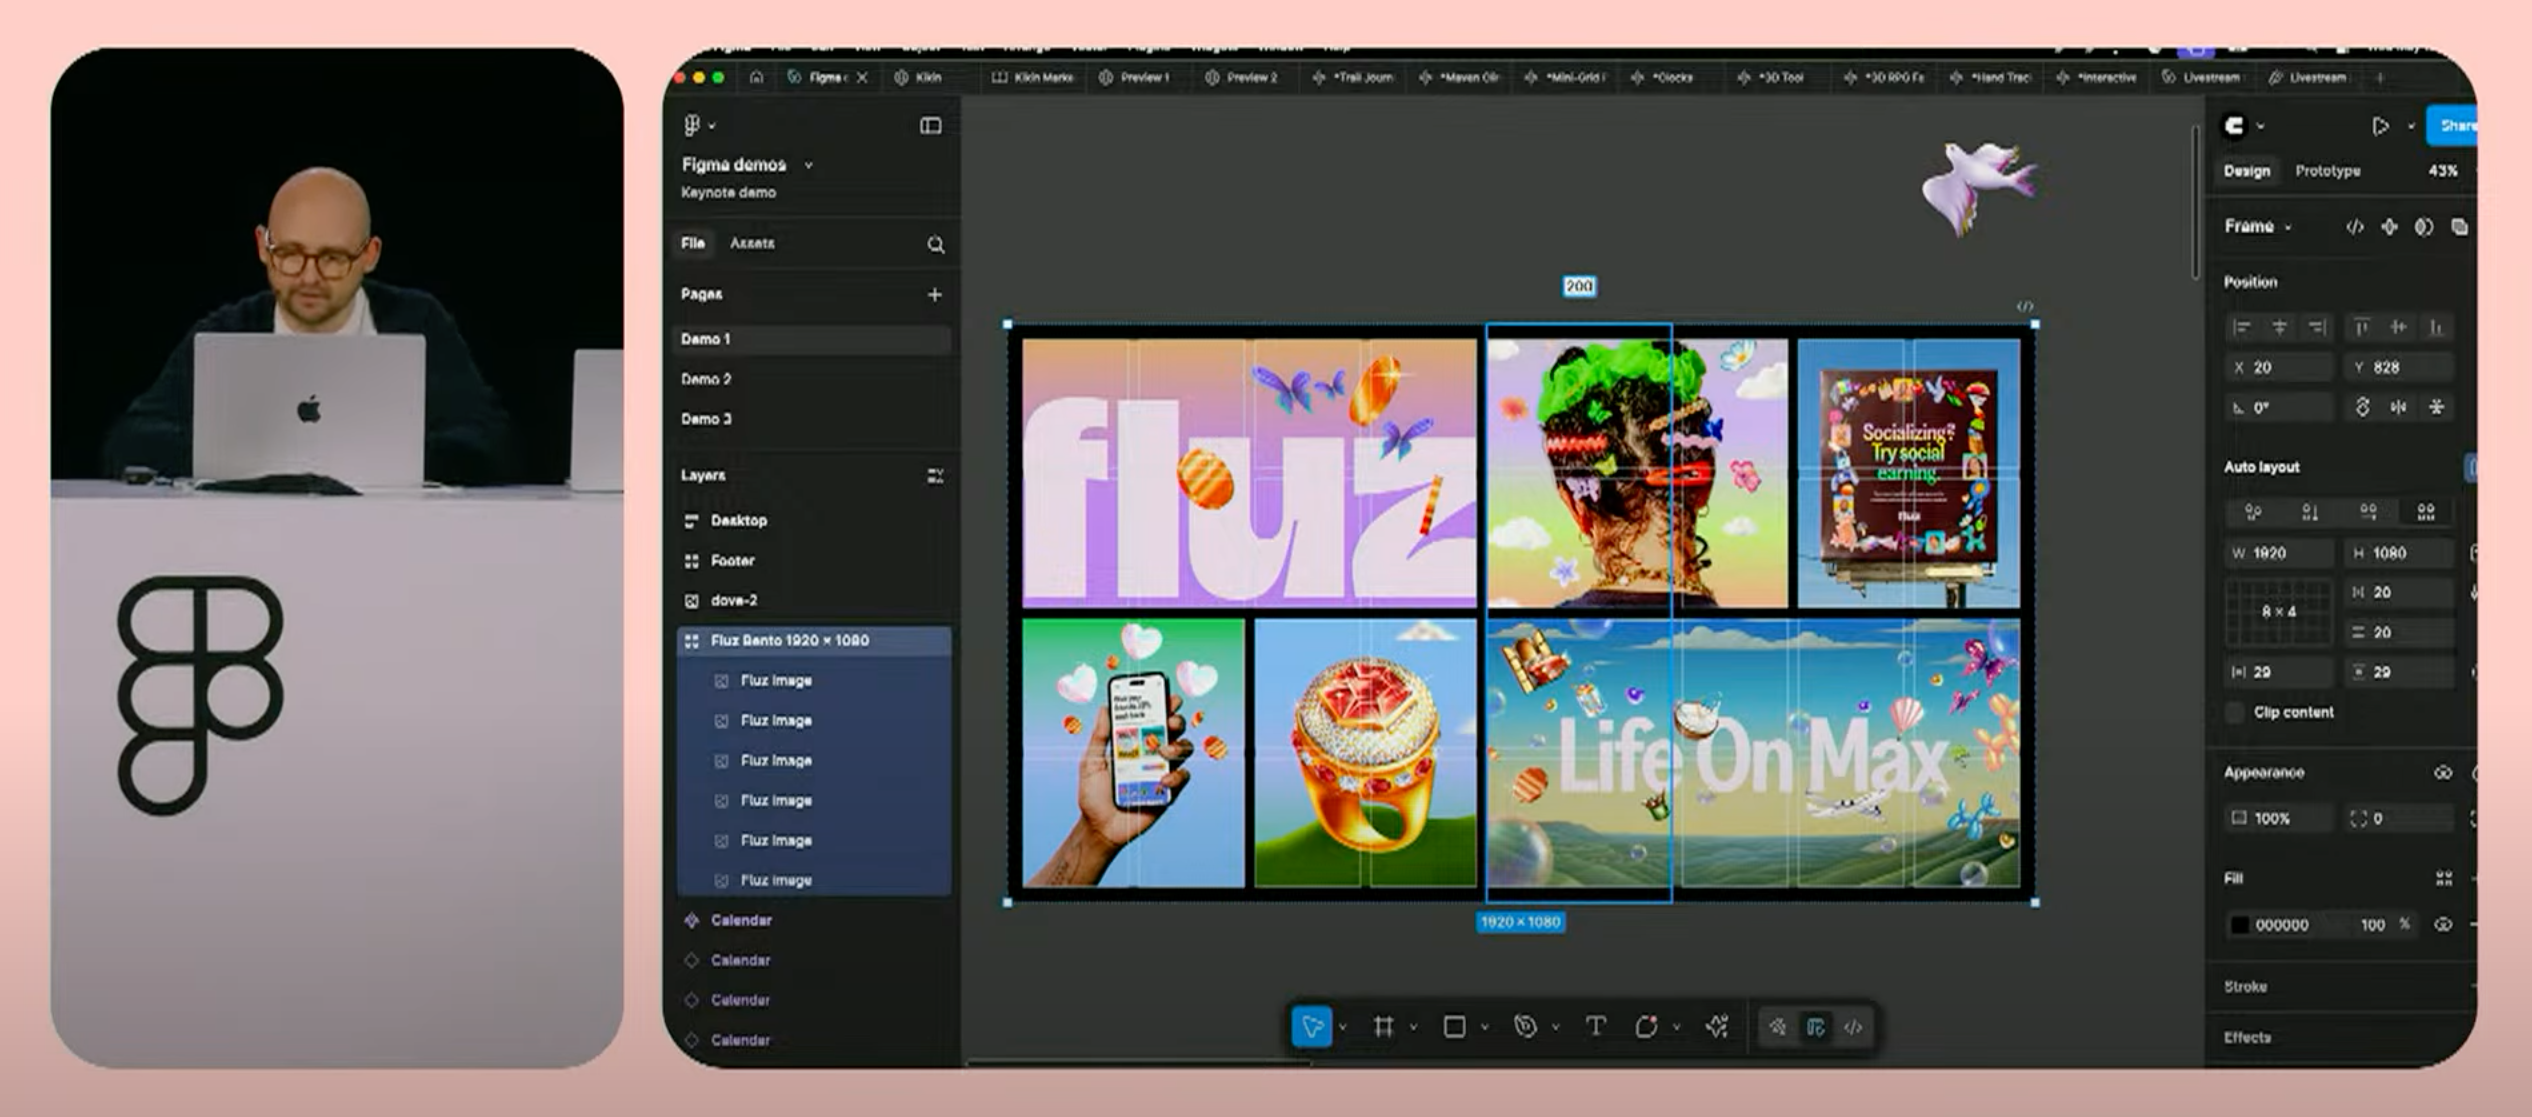 Figma
Kikin
Kikin Marke
Preview 1
Preview 2
*Trail Journ
*Maven Clin
*Mini-Grid F
*Clocks
*3D Tool
*3D RPG Fa
*Hand Trac
*Interactive
Livestream
Livestream
Share
Figma demos
Keynote demo
Design
Prototype
43%
File
Assets
Frame
Pages
Demo 1
Demo 2
Demo 3
Layers
Desktop
Footer
dove-2
Fluz Bento 1920 × 1080
Fluz Image
Fluz Image
Fluz Image
Fluz Image
Fluz Image
Fluz Image
Calendar
Calendar
Calendar
Calendar
200
fluz
Socializing?
Try social
earning.
fluz
Life On Max
1920 × 1080
Position
X 20
Y 828
0°
Auto layout
W 1920
H 1080
8 × 4
20
20
29
29
Clip content
Appearance
100%
0
Fill
000000
100 %
Stroke
Effects